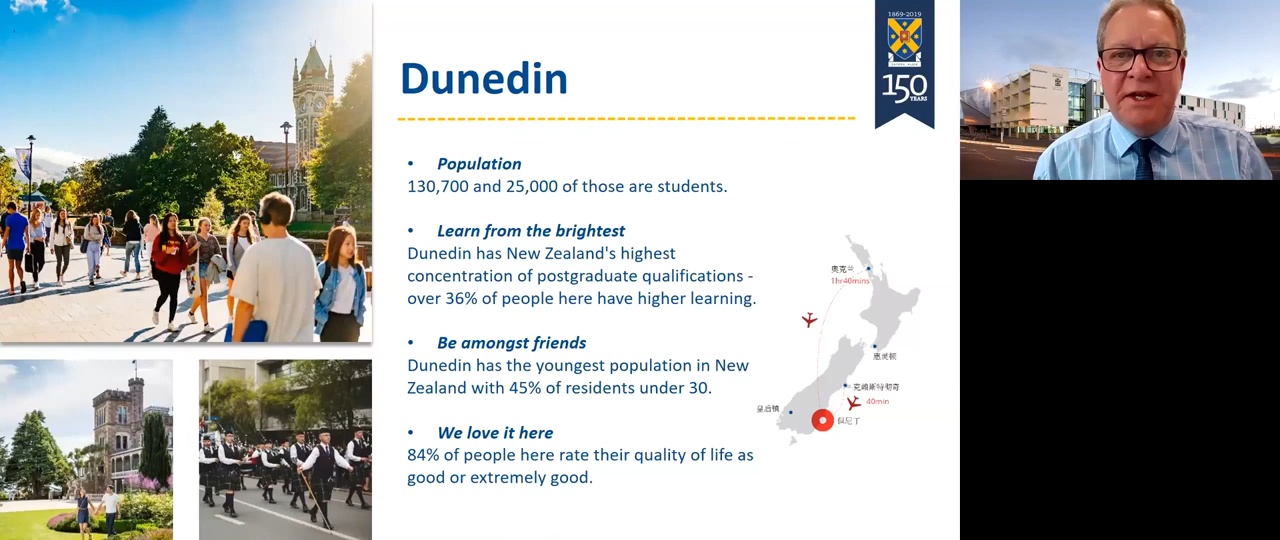 Dunedin
1869-2019
150
YEARS
• Population
130,700 and 25,000 of those are students.
• Learn from the brightest
Dunedin has New Zealand's highest
concentration of postgraduate qualifications -
over 36% of people here have higher learning.
• Be amongst friends
Dunedin has the youngest population in New
Zealand with 45% of residents under 30.
• We love it here
84% of people here rate their quality of life as
good or extremely good.
奥克兰
1hr40mins
惠灵顿
克赖斯特彻奇
40min
皇后镇
但尼丁